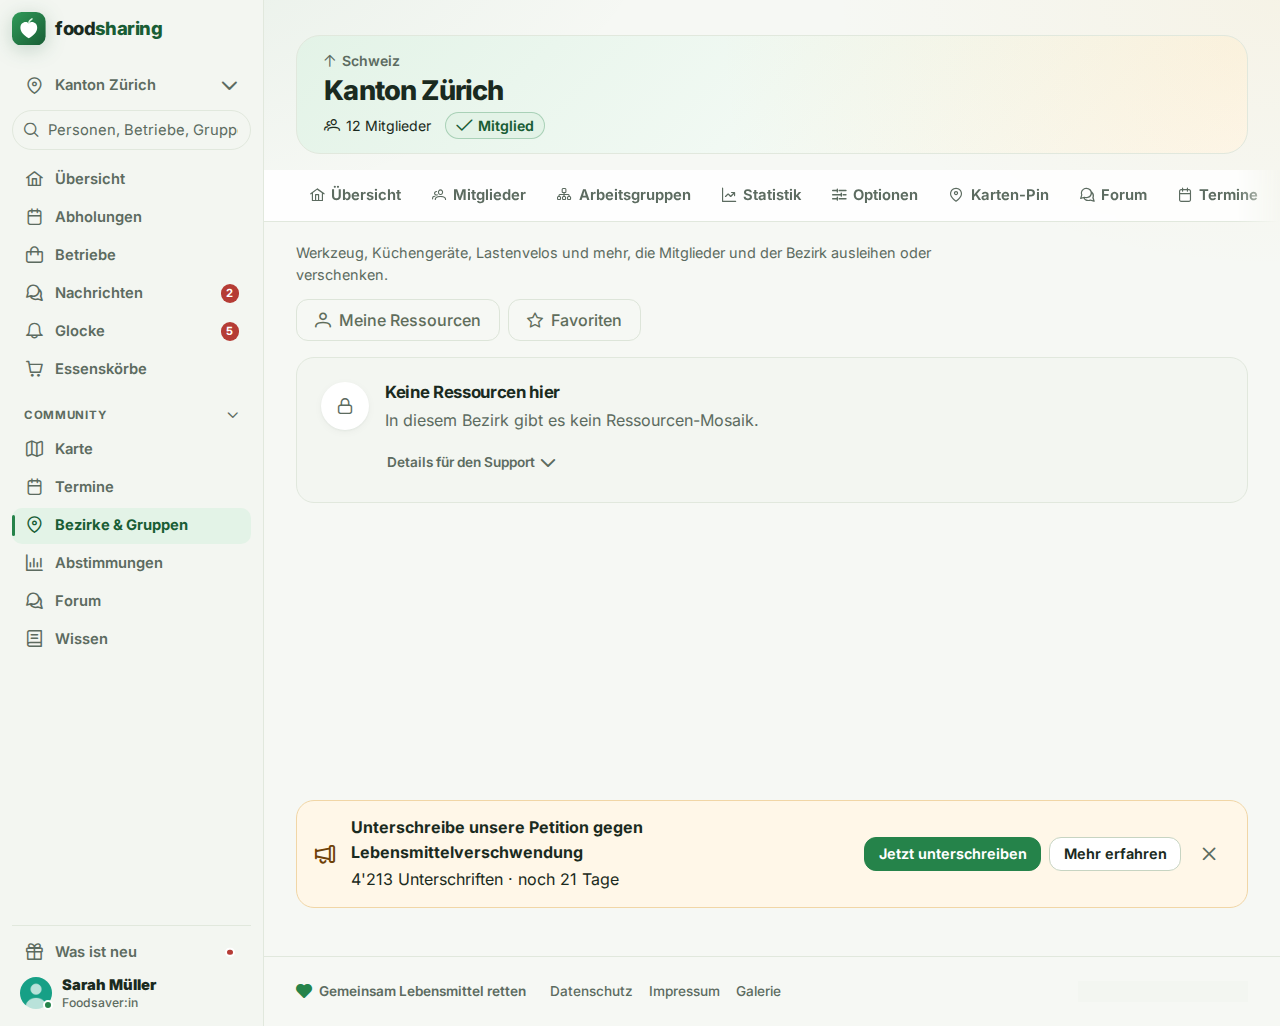 foodsharing
Kanton Zürich
Personen, Betriebe, Grupp
Übersicht
Abholungen
Betriebe
Nachrichten 2
Glocke 5
Essenskörbe
COMMUNITY
Karte
Termine
Bezirke & Gruppen
Abstimmungen
Forum
Wissen
Was ist neu
Sarah Müller
Foodsaver:in
Schweiz
Kanton Zürich
12 Mitglieder Mitglied
Übersicht Mitglieder Arbeitsgruppen Statistik Optionen Karten-Pin Forum Termine
Werkzeug, Küchengeräte, Lastenvelos und mehr, die Mitglieder und der Bezirk ausleihen oder
verschenken.
Meine Ressourcen Favoriten
Keine Ressourcen hier
In diesem Bezirk gibt es kein Ressourcen-Mosaik.
Details für den Support
Unterschreibe unsere Petition gegen
Lebensmittelverschwendung
4'213 Unterschriften · noch 21 Tage
Jetzt unterschreiben Mehr erfahren
Gemeinsam Lebensmittel retten Datenschutz Impressum Galerie